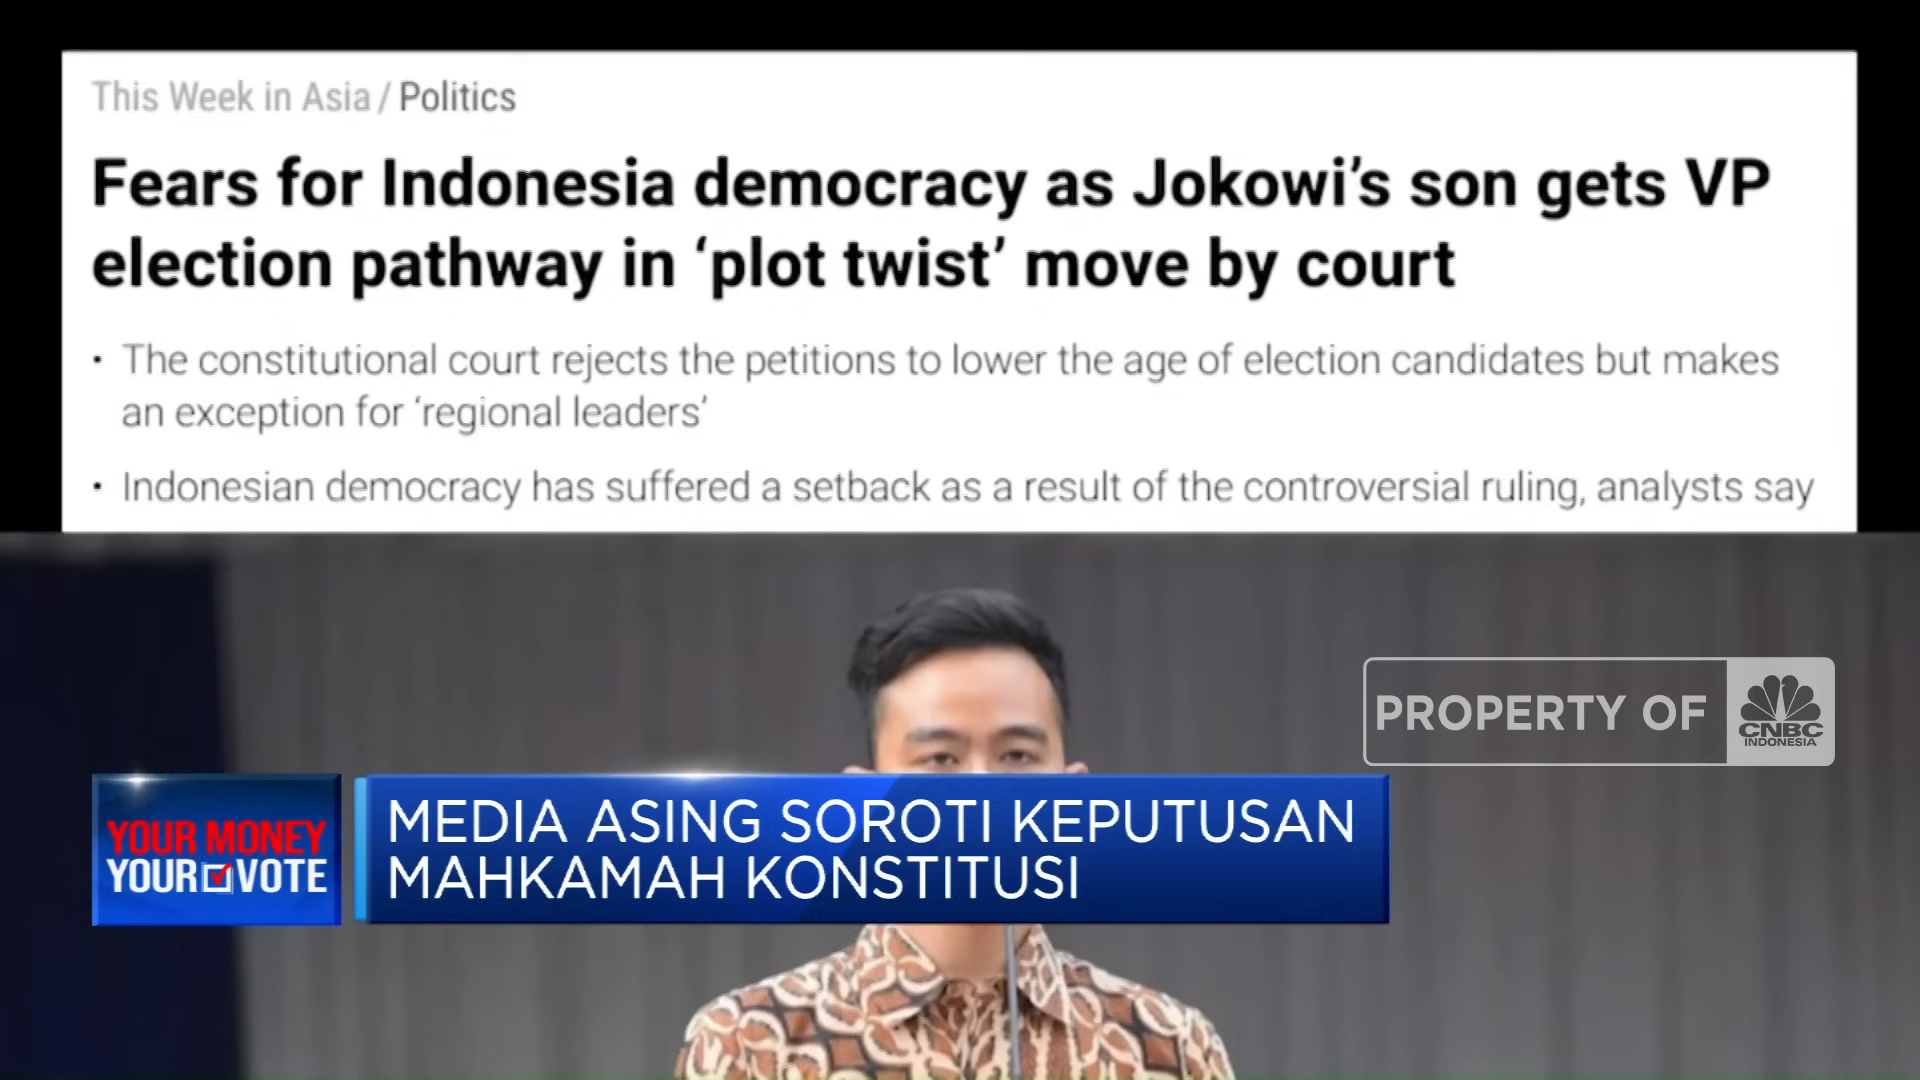 This Week in Asia / Politics
Fears for Indonesia democracy as Jokowi’s son gets VP
election pathway in ‘plot twist’ move by court
• The constitutional court rejects the petitions to lower the age of election candidates but makes
an exception for ‘regional leaders’
• Indonesian democracy has suffered a setback as a result of the controversial ruling, analysts say
PROPERTY OF
CNBC
INDONESIA
YOUR MONEY
YOUR VOTE
MEDIA ASING SOROTI KEPUTUSAN
MAHKAMAH KONSTITUSI